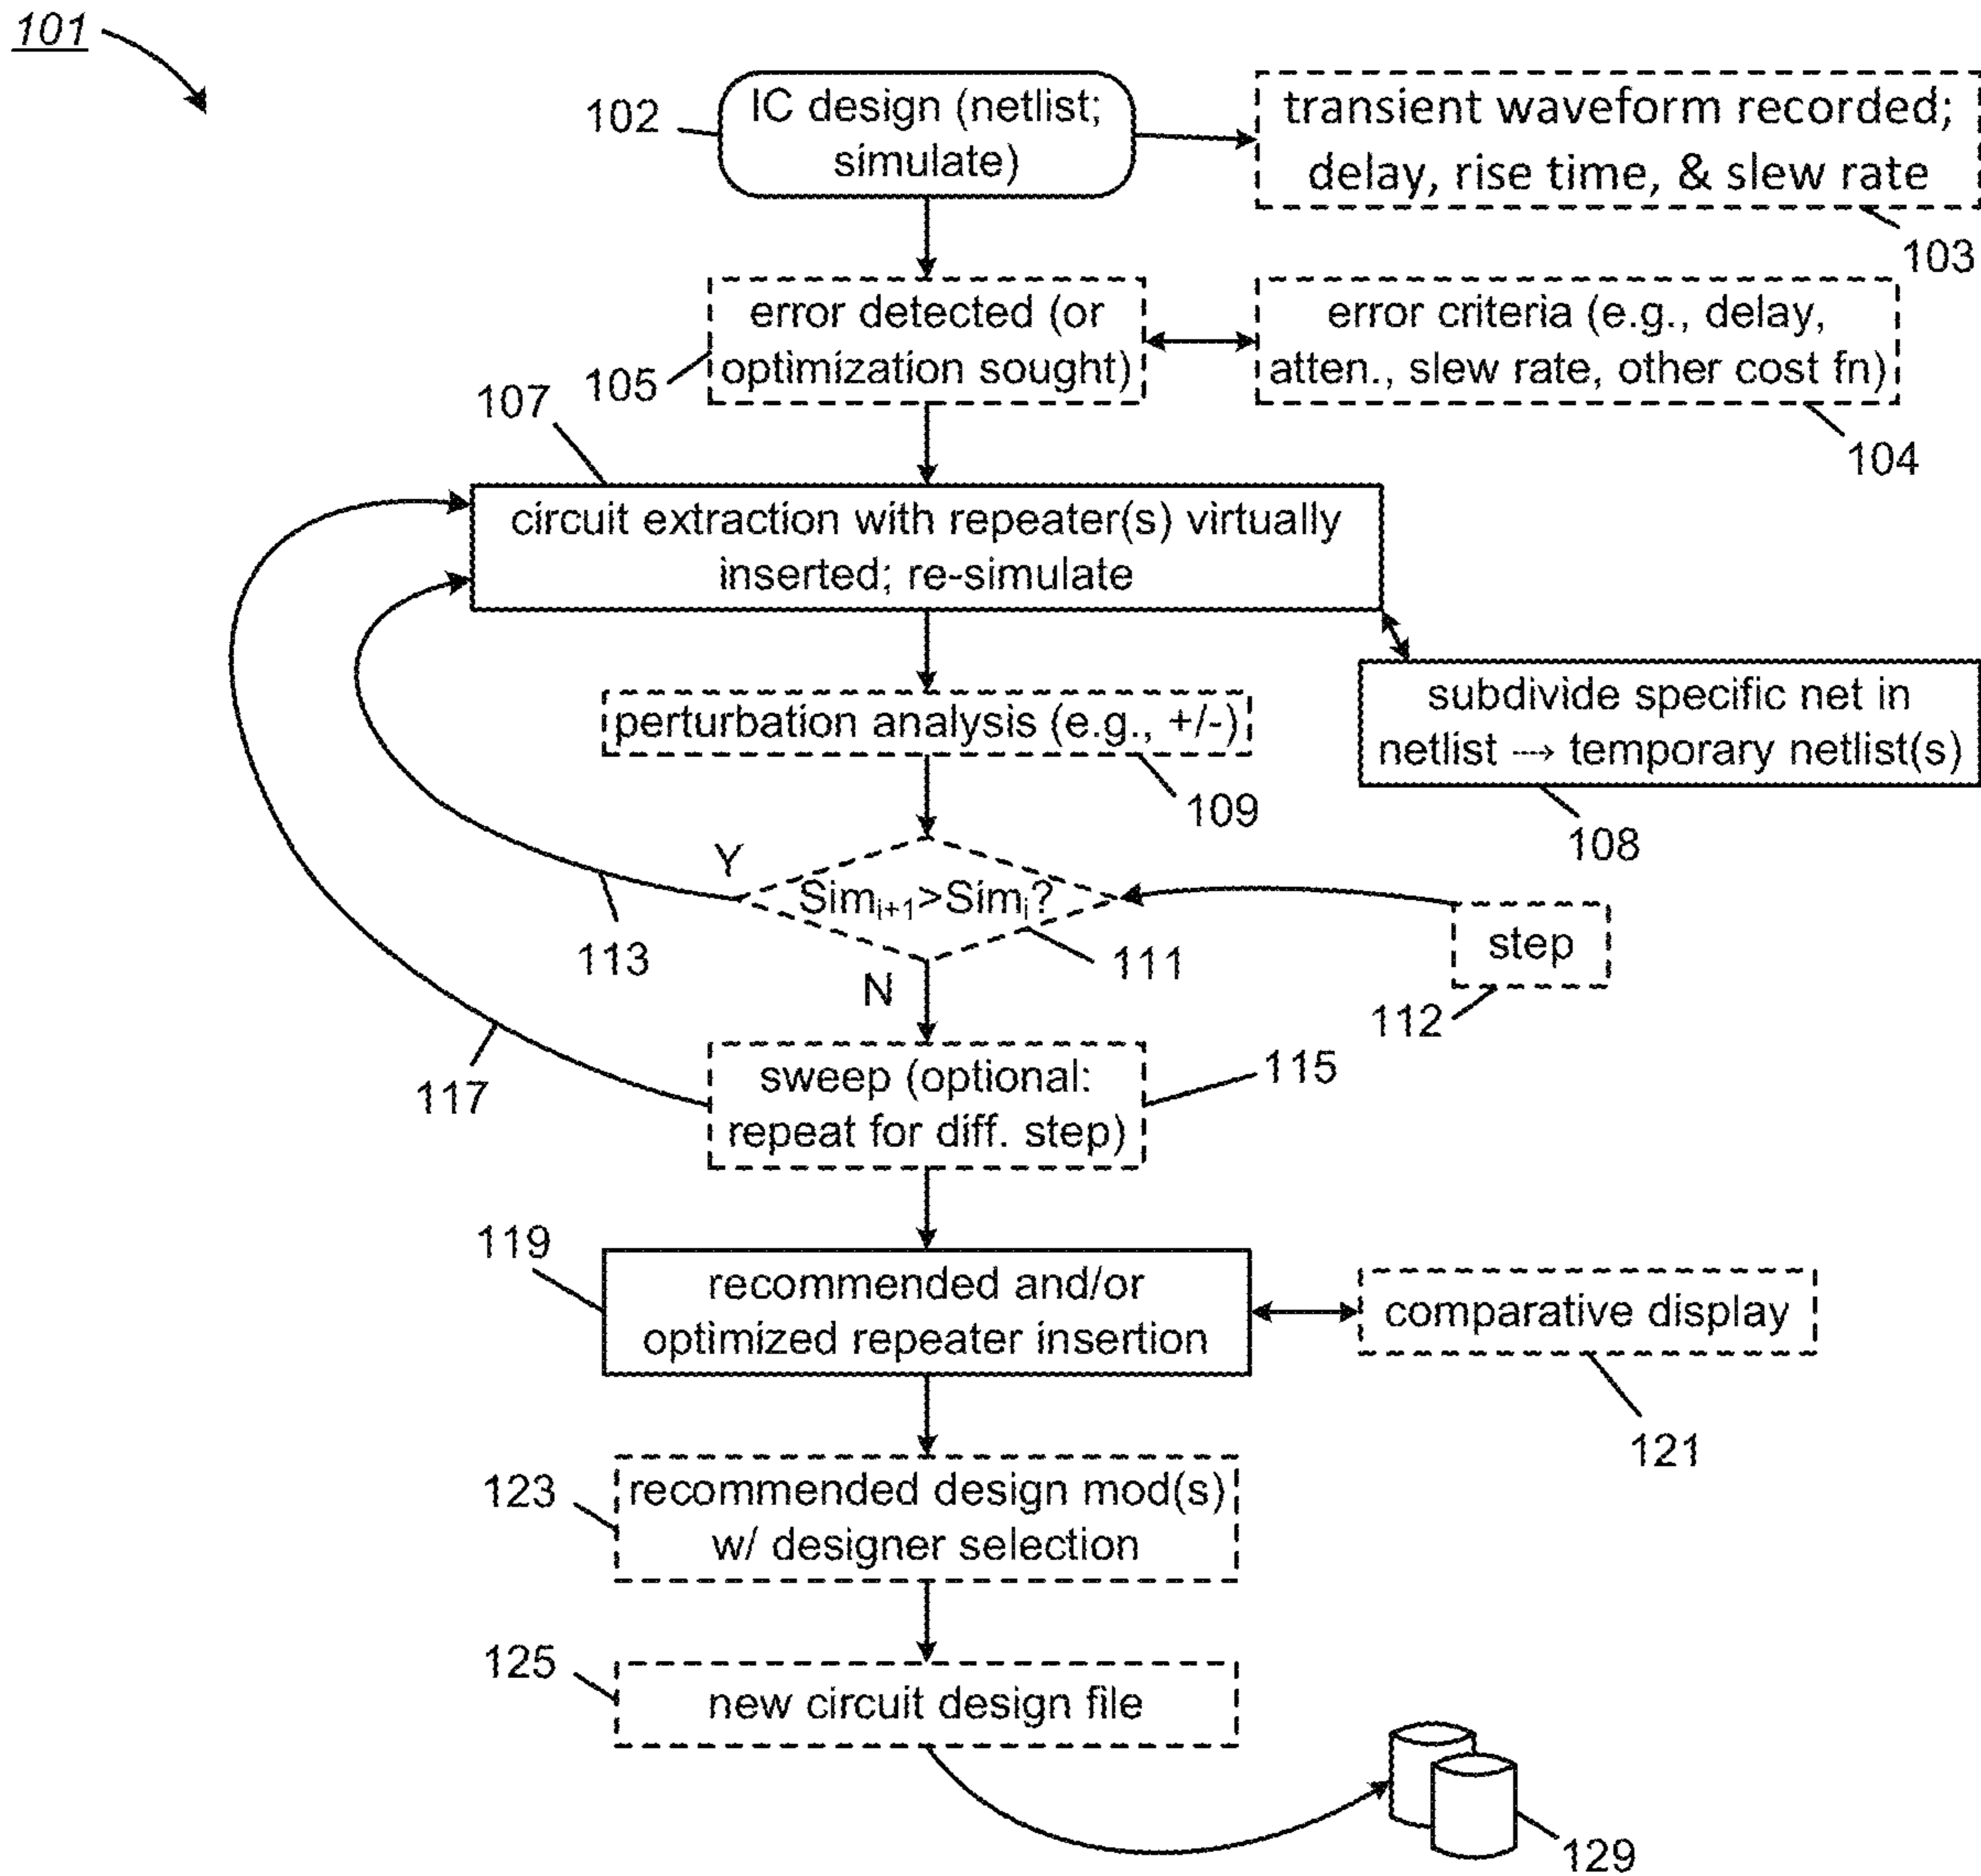 101
102
IC design (netlist;
simulate)
transient waveform recorded;
delay, rise time, & slew rate
103
error detected (or
optimization sought)
105
error criteria (e.g., delay,
atten., slew rate, other cost fn)
104
107
circuit extraction with repeater(s) virtually
inserted; re-simulate
subdivide specific net in
netlist ⤏ temporary netlist(s)
108
perturbation analysis (e.g., +/-)
109
Y
Simᵢ₊₁>Simᵢ?
113
111
step
112
N
sweep (optional:
repeat for diff. step)
115
117
119
recommended and/or
optimized repeater insertion
comparative display
121
123
recommended design mod(s)
w/ designer selection
125
new circuit design file
129